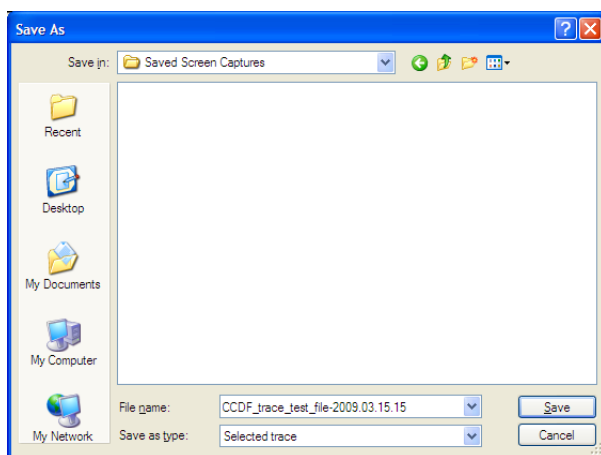 Save As
Save in: Saved Screen Captures
Recent
Desktop
My Documents
My Computer
My Network
File name: CCDF_trace_test_file-2009.03.15.15 Save
Save as type: Selected trace Cancel